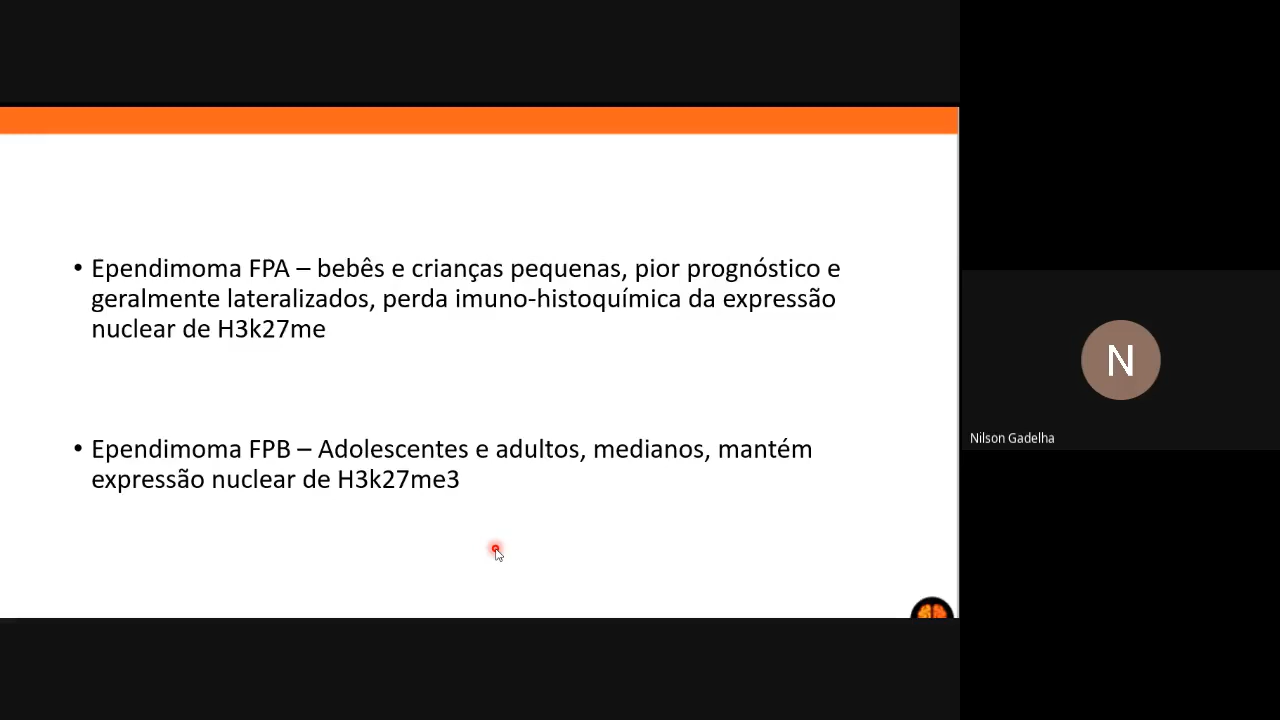 • Ependimoma FPA – bebês e crianças pequenas, pior prognóstico e
geralmente lateralizados, perda imuno-histoquímica da expressão
nuclear de H3k27me
• Ependimoma FPB – Adolescentes e adultos, medianos, mantém
expressão nuclear de H3k27me3
N
Nilson Gadelha